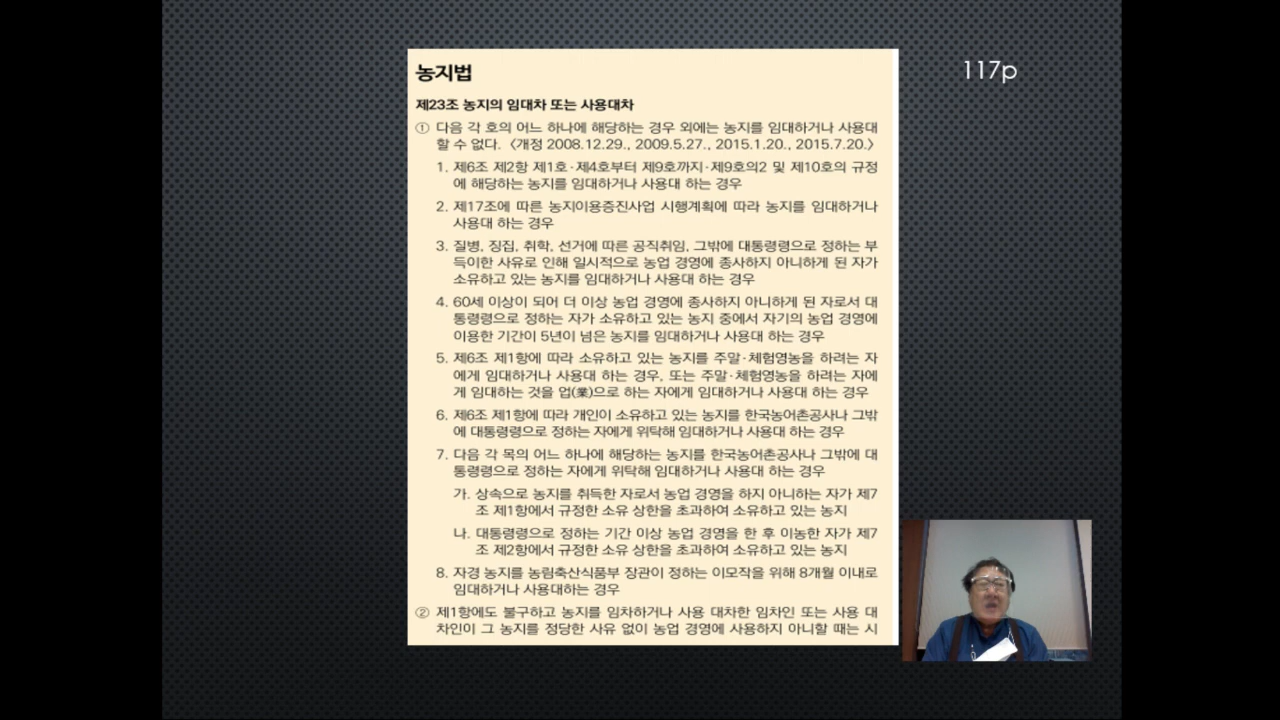 117p
농지법
제23조 농지의 임대차 또는 사용대차
① 다음 각 호의 어느 하나에 해당하는 경우 외에는 농지를 임대하거나 사용대
할 수 없다. 〈개정 2008.12.29., 2009.5.27., 2015.1.20., 2015.7.20.〉
1. 제6조 제2항 제1호·제4호부터 제9호까지·제9호의2 및 제10호의 규정
에 해당하는 농지를 임대하거나 사용대 하는 경우
2. 제17조에 따른 농지이용증진사업 시행계획에 따라 농지를 임대하거나
사용대 하는 경우
3. 질병, 징집, 취학, 선거에 따른 공직취임, 그밖에 대통령령으로 정하는 부
득이한 사유로 인해 일시적으로 농업 경영에 종사하지 아니하게 된 자가
소유하고 있는 농지를 임대하거나 사용대 하는 경우
4. 60세 이상이 되어 더 이상 농업 경영에 종사하지 아니하게 된 자로서 대
통령령으로 정하는 자가 소유하고 있는 농지 중에서 자기의 농업 경영에
이용한 기간이 5년이 넘은 농지를 임대하거나 사용대 하는 경우
5. 제6조 제1항에 따라 소유하고 있는 농지를 주말·체험영농을 하려는 자
에게 임대하거나 사용대 하는 경우, 또는 주말·체험영농을 하려는 자에
게 임대하는 것을 업(業)으로 하는 자에게 임대하거나 사용대 하는 경우
6. 제6조 제1항에 따라 개인이 소유하고 있는 농지를 한국농어촌공사나 그밖
에 대통령령으로 정하는 자에게 위탁해 임대하거나 사용대 하는 경우
7. 다음 각 목의 어느 하나에 해당하는 농지를 한국농어촌공사나 그밖에 대
통령령으로 정하는 자에게 위탁해 임대하거나 사용대 하는 경우
가. 상속으로 농지를 취득한 자로서 농업 경영을 하지 아니하는 자가 제7
조 제1항에서 규정한 소유 상한을 초과하여 소유하고 있는 농지
나. 대통령령으로 정하는 기간 이상 농업 경영을 한 후 이농한 자가 제7
조 제2항에서 규정한 소유 상한을 초과하여 소유하고 있는 농지
8. 자경 농지를 농림축산식품부 장관이 정하는 이모작을 위해 8개월 이내로
임대하거나 사용대하는 경우
② 제1항에도 불구하고 농지를 임차하거나 사용 대차한 임차인 또는 사용 대
차인이 그 농지를 정당한 사유 없이 농업 경영에 사용하지 아니할 때는 시